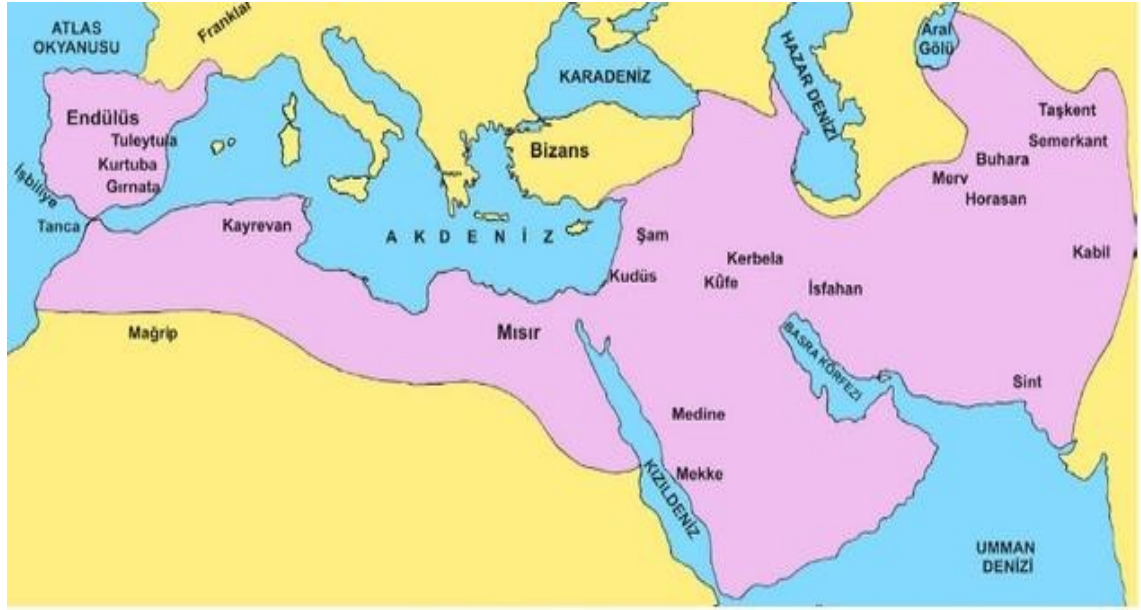 ATLAS
OKYANUSU
Franklar
Aral
Gölü
HAZAR DENİZİ
KARADENİZ
Endülüs
Tuleytula
Kurtuba
Gırnata
İşbiliye
Tanca
Bizans
Taşkent
Semerkant
Buhara
Merv
Horasan
Kayrevan
AKDENİZ
Şam
Kudüs
Kerbela
Kûfe
İsfahan
Kabil
Mağrip
Mısır
BASRA KÖRFEZİ
Sint
Medine
Mekke
KIZILDENİZ
UMMAN
DENİZİ